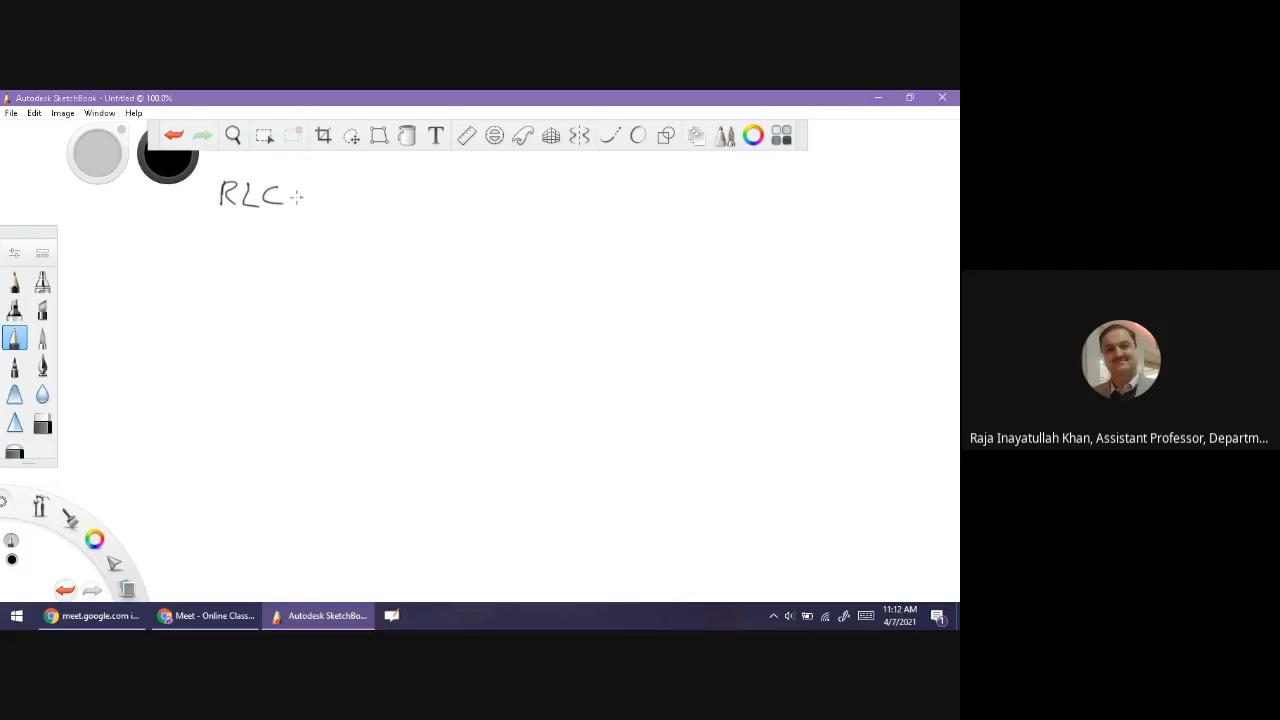 Autodesk SketchBook - Untitled @ 100.0%
File Edit Image Window Help
T
RLC
Raja Inayatullah Khan, Assistant Professor, Departm...
meet.google.com i... Meet - Online Class... Autodesk SketchBo... 11:12 AM
4/7/2021
1